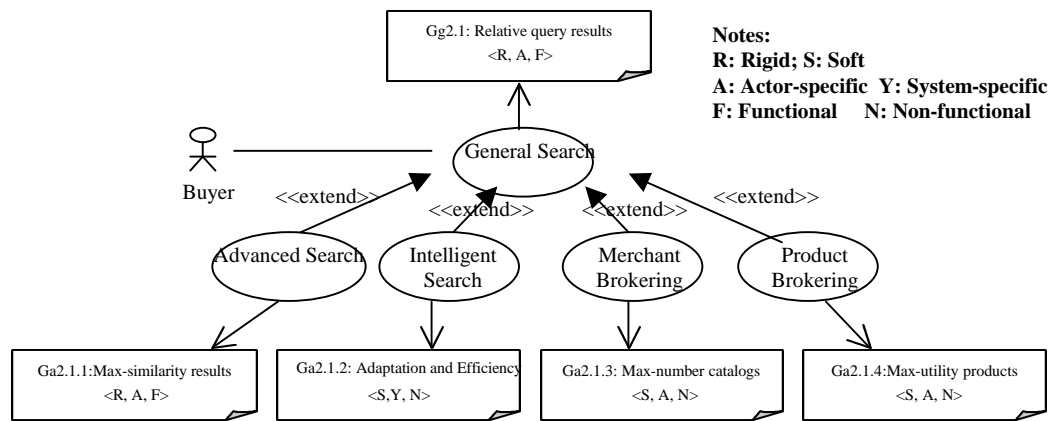 Gg2.1: Relative query results
<R, A, F>
Notes:
R: Rigid; S: Soft
A: Actor-specific Y: System-specific
F: Functional N: Non-functional
General Search
Buyer
<<extend>>
<<extend>>
<<extend>>
<<extend>>
Advanced Search
Intelligent
Search
Merchant
Brokering
Product
Brokering
Ga2.1.1:Max-similarity results
<R, A, F>
Ga2.1.2: Adaptation and Efficiency
<S,Y, N>
Ga2.1.3: Max-number catalogs
<S, A, N>
Ga2.1.4:Max-utility products
<S, A, N>